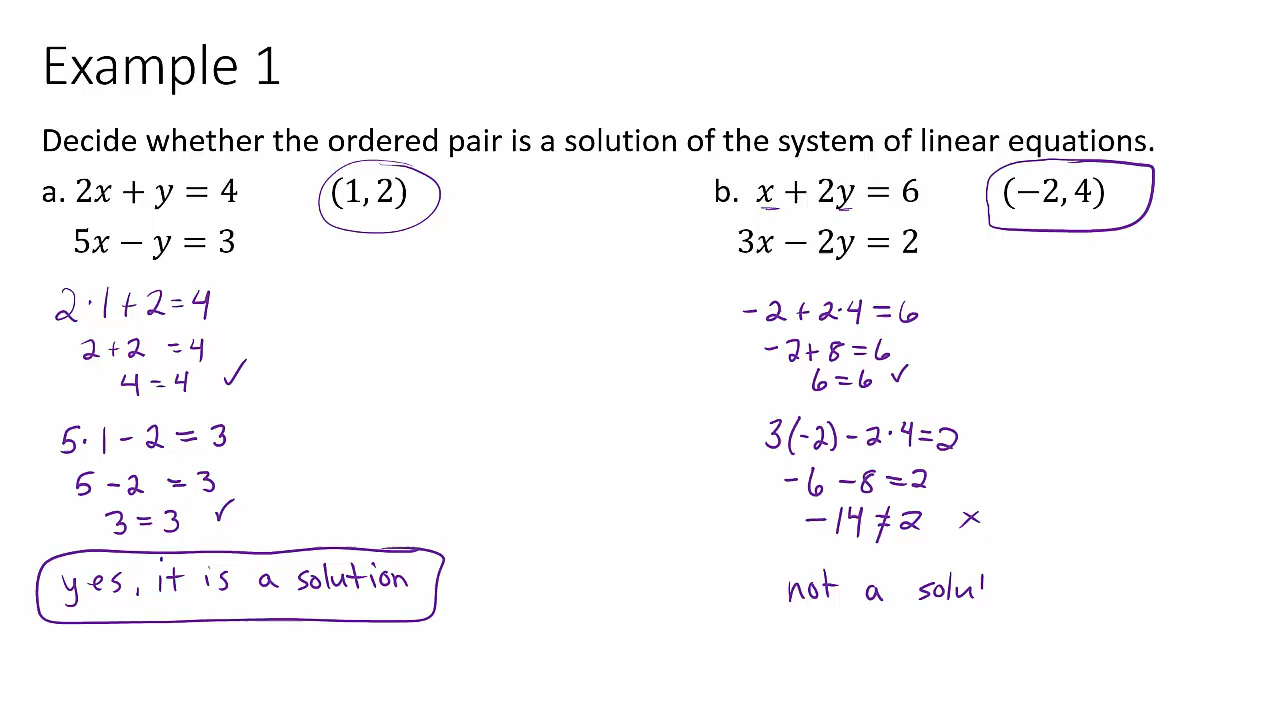 Example 1
Decide whether the ordered pair is a solution of the system of linear equations.
a. 2x + y = 4 (1, 2)
5x − y = 3
2·1 + 2 = 4
2 + 2 = 4
4 = 4 ✓
5·1 − 2 = 3
5 − 2 = 3
3 = 3 ✓
yes, it is a solution
b. x + 2y = 6 (−2, 4)
3x − 2y = 2
−2 + 2·4 = 6
−2 + 8 = 6
6 = 6 ✓
3(−2) − 2·4 = 2
−6 − 8 = 2
−14 ≠ 2 ×
not a solu